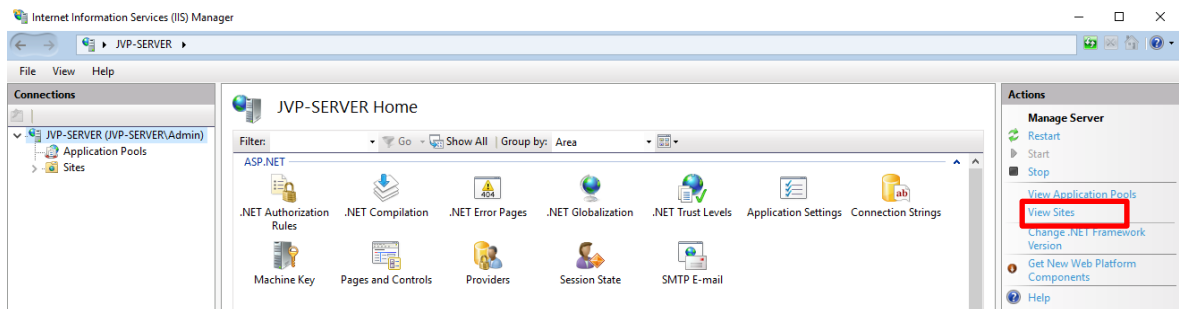 Internet Information Services (IIS) Manager
JVP-SERVER
File View Help
Connections
JVP-SERVER (JVP-SERVER\Admin)
Application Pools
Sites
JVP-SERVER Home
Filter: Go Show All Group by: Area
ASP.NET
.NET Authorization
Rules
.NET Compilation
404
.NET Error Pages
.NET Globalization
.NET Trust Levels
Application Settings
ab
Connection Strings
Machine Key
Pages and Controls
Providers
Session State
SMTP E-mail
Actions
Manage Server
Restart
Start
Stop
View Application Pools
View Sites
Change .NET Framework
Version
Get New Web Platform
Components
Help